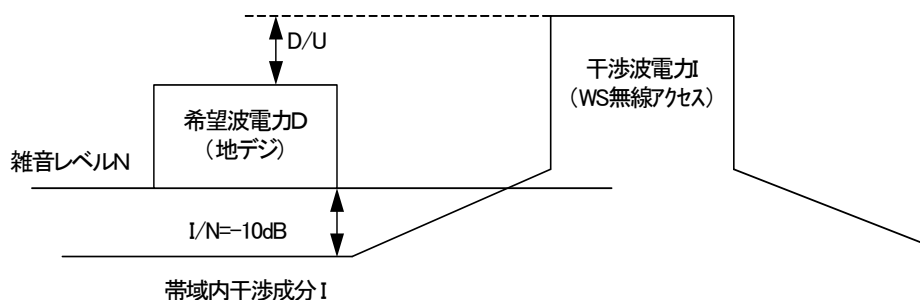 D/U
干渉波電力I
(WS無線アクセス)
希望波電力D
(地デジ)
雑音レベルN
I/N=-10dB
帯域内干渉成分I